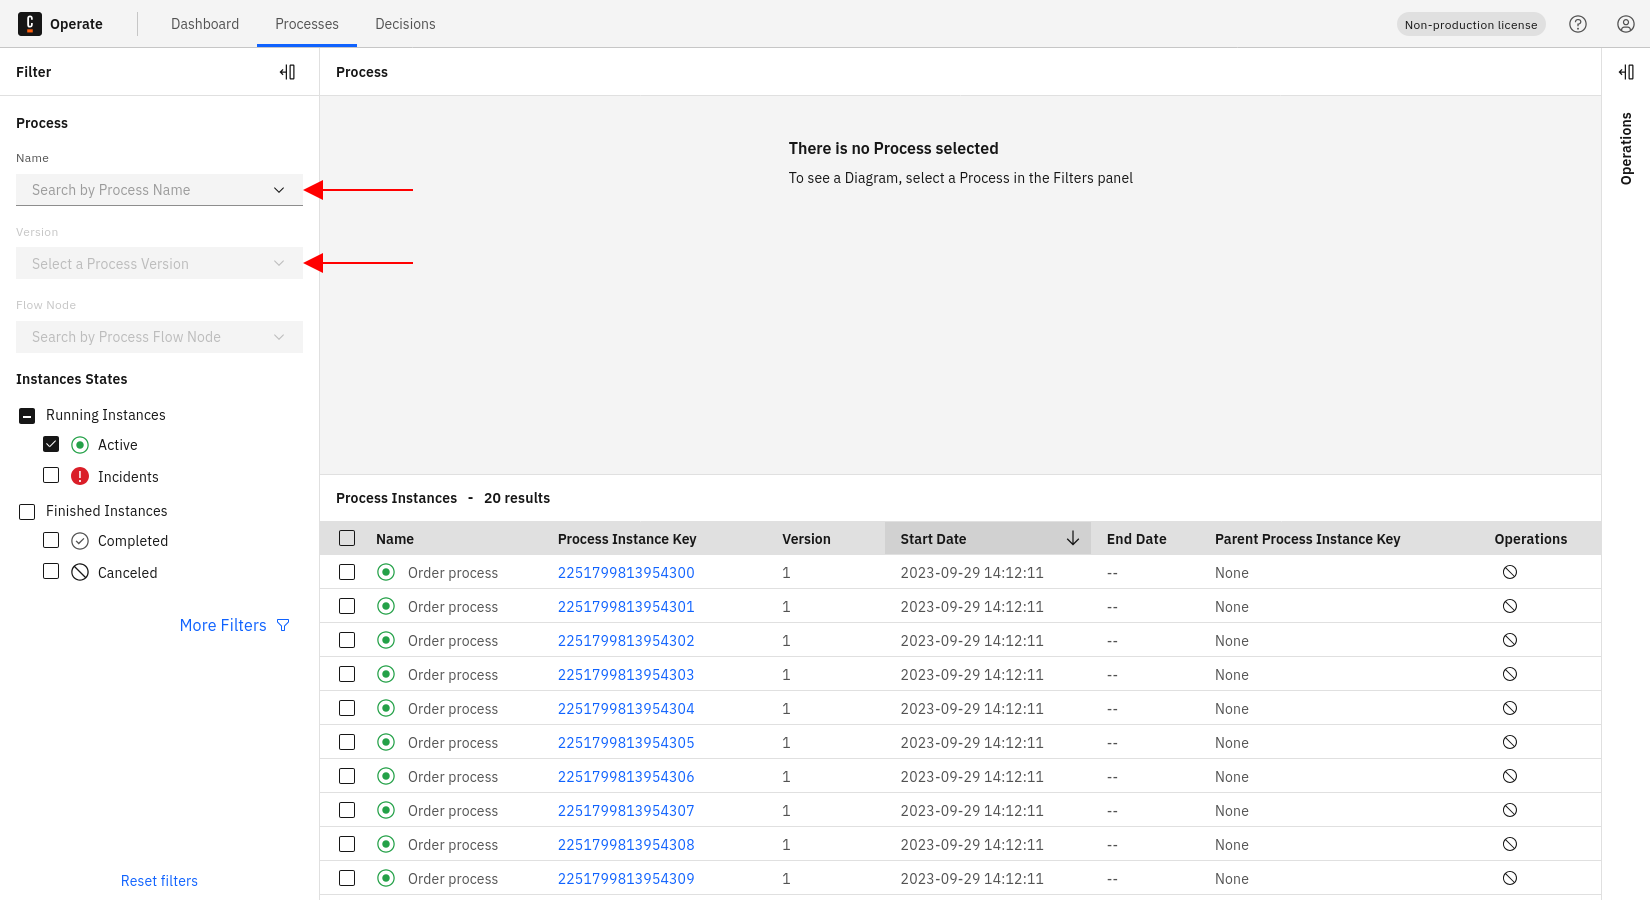 Operate Dashboard Processes Decisions Non-production license
Filter
Process
Name
Search by Process Name
Version
Select a Process Version
Flow Node
Search by Process Flow Node
Instances States
Running Instances
Active
Incidents
Finished Instances
Completed
Canceled
More Filters
Reset filters
Process
There is no Process selected
To see a Diagram, select a Process in the Filters panel
Process Instances - 20 results
Name Process Instance Key Version Start Date End Date Parent Process Instance Key Operations
Order process 2251799813954300 1 2023-09-29 14:12:11 -- None
Order process 2251799813954301 1 2023-09-29 14:12:11 -- None
Order process 2251799813954302 1 2023-09-29 14:12:11 -- None
Order process 2251799813954303 1 2023-09-29 14:12:11 -- None
Order process 2251799813954304 1 2023-09-29 14:12:11 -- None
Order process 2251799813954305 1 2023-09-29 14:12:11 -- None
Order process 2251799813954306 1 2023-09-29 14:12:11 -- None
Order process 2251799813954307 1 2023-09-29 14:12:11 -- None
Order process 2251799813954308 1 2023-09-29 14:12:11 -- None
Order process 2251799813954309 1 2023-09-29 14:12:11 -- None
Operations